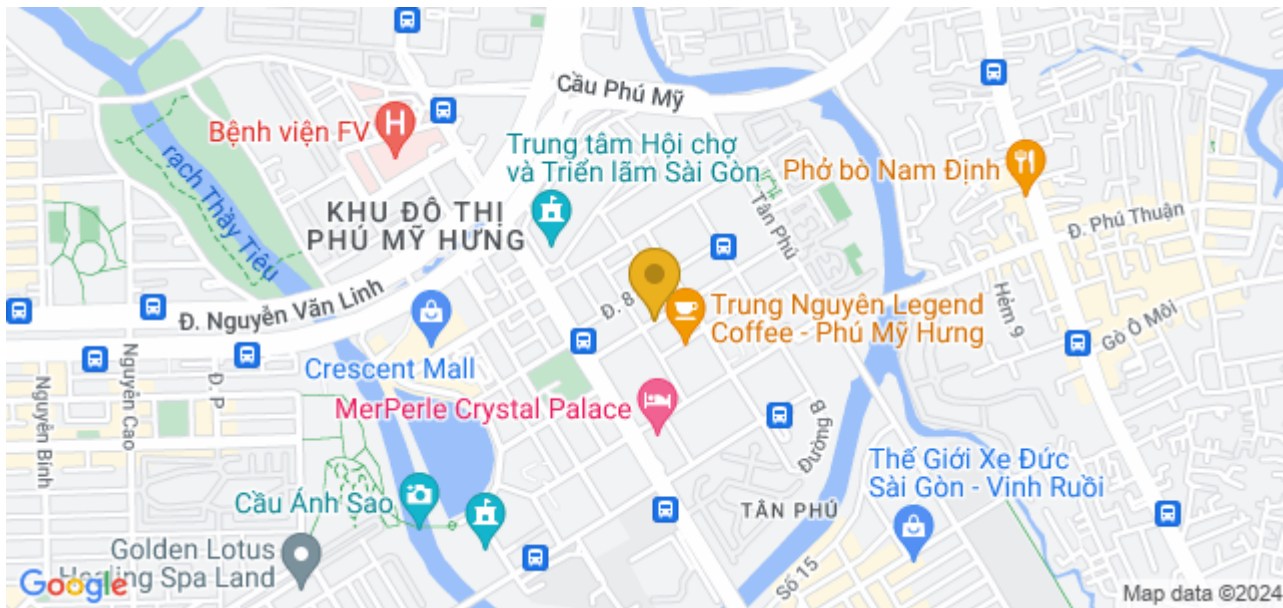 Cầu Phú Mỹ
Bệnh viện FV
Trung tâm Hội chợ
và Triển lãm Sài Gòn
Phở bò Nam Định
rạch Thầy Tiêu
KHU ĐÔ THỊ
PHÚ MỸ HƯNG
Tân Phú
Đ. Phú Thuận
Đ. Nguyễn Văn Linh
Đ. 8
Trung Nguyên Legend
Coffee - Phú Mỹ Hưng
Hẻm 9
Gò Ô Môi
Crescent Mall
Nguyễn Bính
Nguyễn Cao
Đ. P
MerPerle Crystal Palace
Đường B
Thế Giới Xe Đức
Sài Gòn - Vinh Ruồi
Cầu Ánh Sao
TÂN PHÚ
Golden Lotus
Healing Spa Land
Số 15
Google
Map data ©2024